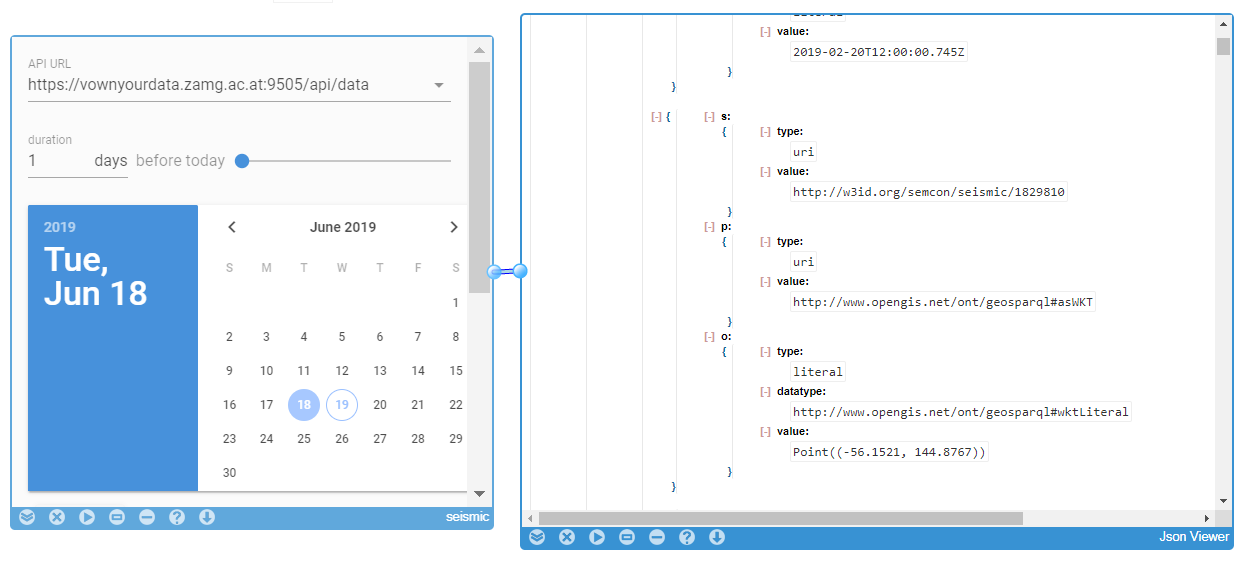 API URL
https://vownyourdata.zamg.ac.at:9505/api/data
duration
1 days before today
2019
Tue,
Jun 18
June 2019
S M T W T F S
1
2 3 4 5 6 7 8
9 10 11 12 13 14 15
16 17 18 19 20 21 22
23 24 25 26 27 28 29
30
seismic
[-] value:
2019-02-20T12:00:00.745Z
}
}
[-] { [-] s:
{ [-] type:
uri
[-] value:
http://w3id.org/semcon/seismic/1829810
}
[-] p:
{ [-] type:
uri
[-] value:
http://www.opengis.net/ont/geosparql#asWKT
}
[-] o:
{ [-] type:
literal
[-] datatype:
http://www.opengis.net/ont/geosparql#wktLiteral
[-] value:
Point((-56.1521, 144.8767))
}
}
Json Viewer